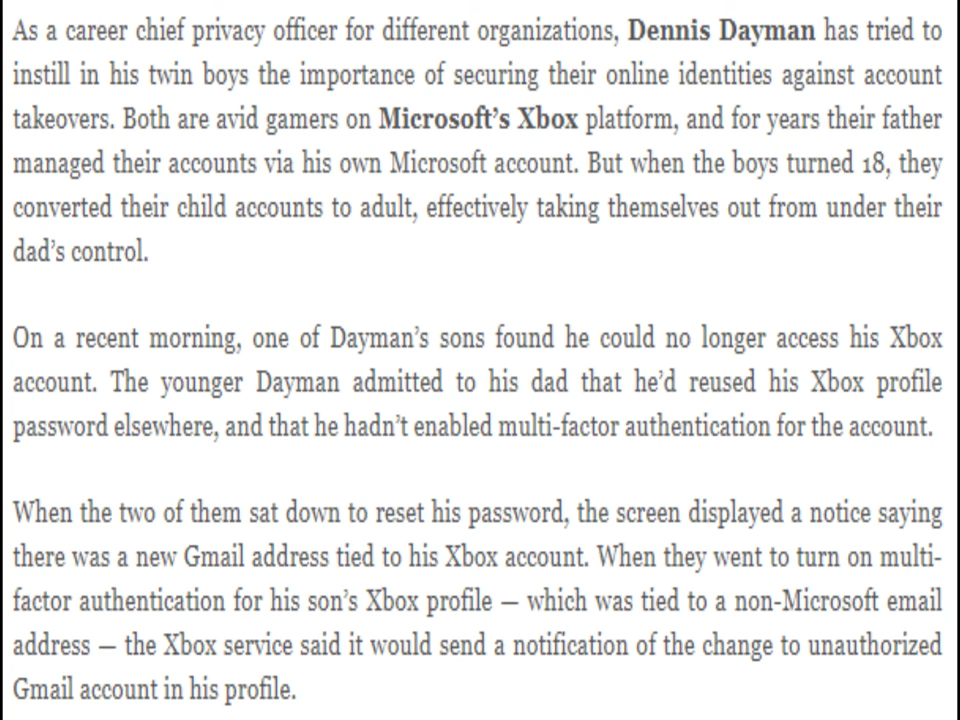 As a career chief privacy officer for different organizations, Dennis Dayman has tried to
instill in his twin boys the importance of securing their online identities against account
takeovers. Both are avid gamers on Microsoft’s Xbox platform, and for years their father
managed their accounts via his own Microsoft account. But when the boys turned 18, they
converted their child accounts to adult, effectively taking themselves out from under their
dad’s control.
On a recent morning, one of Dayman’s sons found he could no longer access his Xbox
account. The younger Dayman admitted to his dad that he’d reused his Xbox profile
password elsewhere, and that he hadn’t enabled multi-factor authentication for the account.
When the two of them sat down to reset his password, the screen displayed a notice saying
there was a new Gmail address tied to his Xbox account. When they went to turn on multi-
factor authentication for his son’s Xbox profile — which was tied to a non-Microsoft email
address — the Xbox service said it would send a notification of the change to unauthorized
Gmail account in his profile.